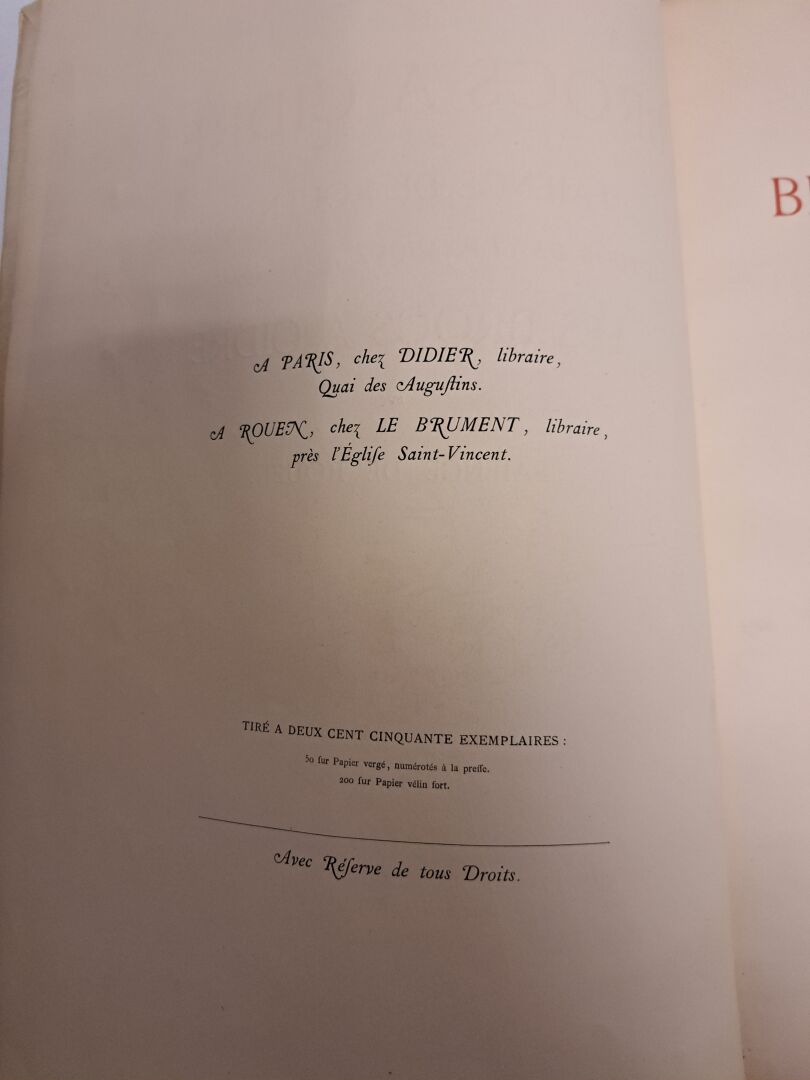 A PARIS, chez DIDIER, libraire,
Quai des Auguſtins.
A ROUEN, chez LE BRUMENT, libraire,
près l'Égliſe Saint-Vincent.
TIRÉ A DEUX CENT CINQUANTE EXEMPLAIRES :
50 ſur Papier vergé, numérotés à la preſſe.
200 ſur Papier vélin fort.
Avec Réſerve de tous Droits.
B